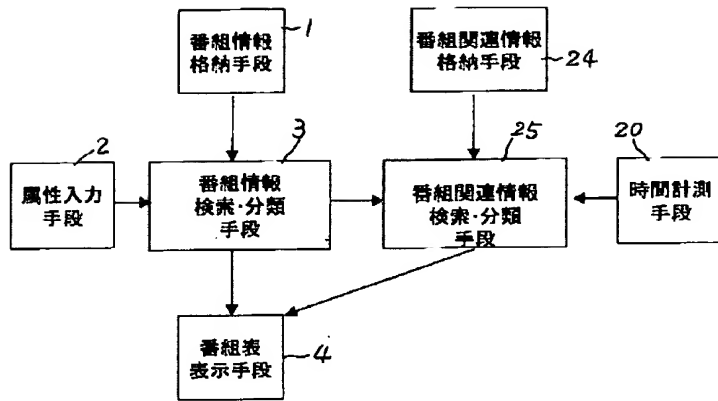 番組情報
格納手段
1
番組関連情報
格納手段
24
2
属性入力
手段
3
番組情報
検索・分類
手段
25
番組関連情報
検索・分類
手段
20
時間計測
手段
番組表
表示手段
4